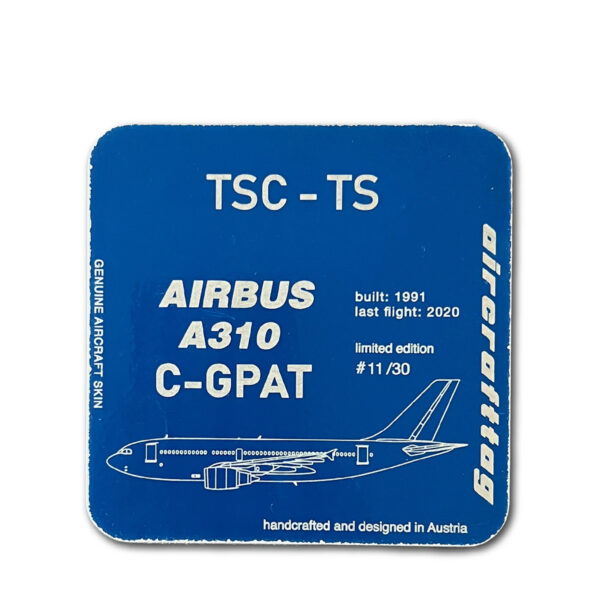 TSC - TS
GENUINE AIRCRAFT SKIN
AIRBUS
A310
C-GPAT
built: 1991
last flight: 2020
limited edition
#11/30
aircrafttag
handcrafted and designed in Austria